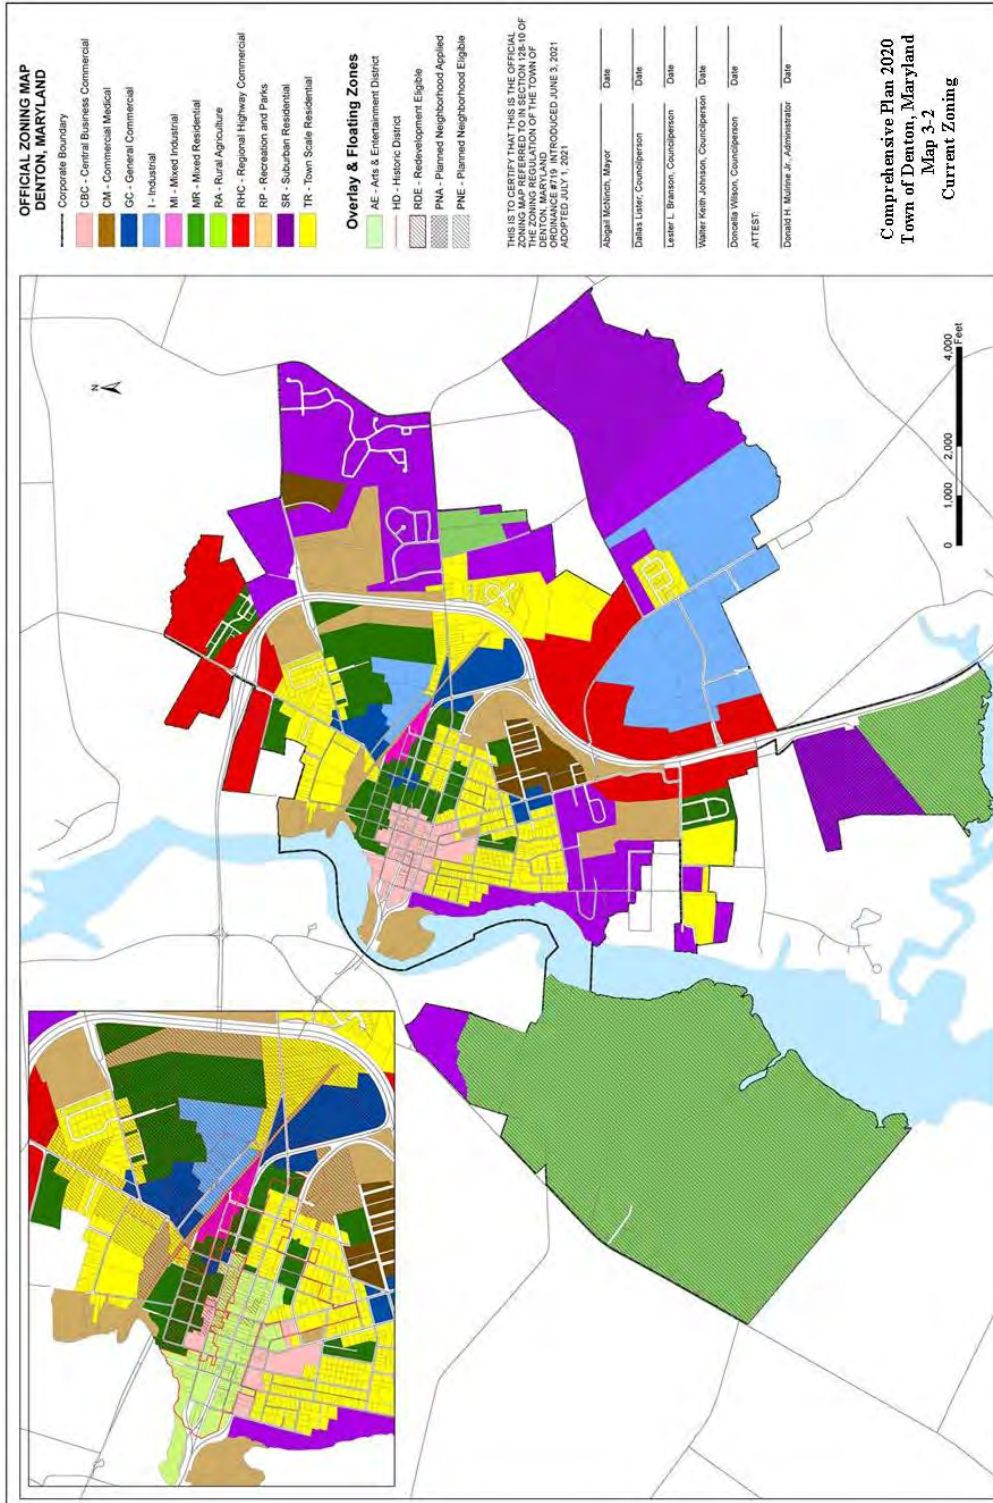 OFFICIAL ZONING MAP
DENTON, MARYLAND
Corporate Boundary
CBC - Central Business Commercial
CM - Commercial Medical
GC - General Commercial
I - Industrial
MI - Mixed Industrial
MR - Mixed Residential
RA - Rural Agriculture
RHC - Regional Highway Commercial
RP - Recreation and Parks
SR - Suburban Residential
TR - Town Scale Residential
Overlay & Floating Zones
AE - Arts & Entertainment District
HD - Historic District
RDE - Redevelopment Eligible
PNA - Planned Neighborhood Applied
PNE - Planned Neighborhood Eligible
THIS IS TO CERTIFY THAT THIS IS THE OFFICIAL
ZONING MAP REFERRED TO IN SECTION 128-10 OF
THE ZONING REGULATION OF THE TOWN OF
DENTON, MARYLAND
ORDINANCE #719 INTRODUCED JUNE 3, 2021
ADOPTED JULY 1, 2021
Abigail McNinch, Mayor Date
Dallas Lister, Councilperson Date
Lester L. Branson, Councilperson Date
Walter Keith Johnson, Councilperson Date
Doncella Wilson, Councilperson Date
ATTEST:
Donald H. Mulrine Jr., Administrator Date
Comprehensive Plan 2020
Town of Denton, Maryland
Map 3-2
Current Zoning
N
0 1,000 2,000 4,000
Feet